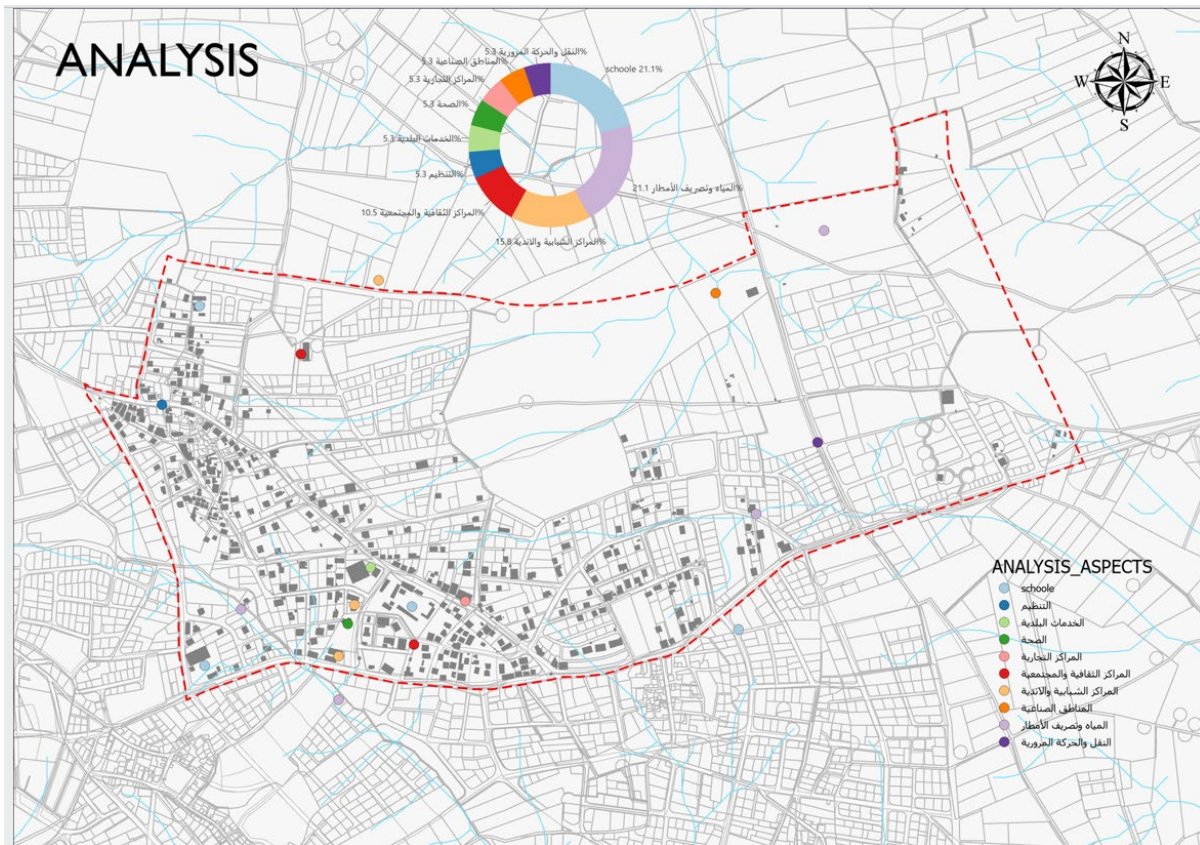 ANALYSIS
N
W
E
S
%النقل والحركة المرورية 5.3
%المناطق الصناعية 5.3
%المراكز التجارية 5.3
%الصحة 5.3
%الخدمات البلدية 5.3
%التنظيم 5.3
%المراكز الثقافية والمجتمعية 10.5
%المراكز الشبابية والاندية 15.8
%المياه وتصريف الأمطار 21.1
schoole 21.1%
ANALYSIS_ASPECTS
schoole
التنظيم
الخدمات البلدية
الصحة
المراكز التجارية
المراكز الثقافية والمجتمعية
المراكز الشبابية والاندية
المناطق الصناعية
المياه وتصريف الأمطار
النقل والحركة المرورية